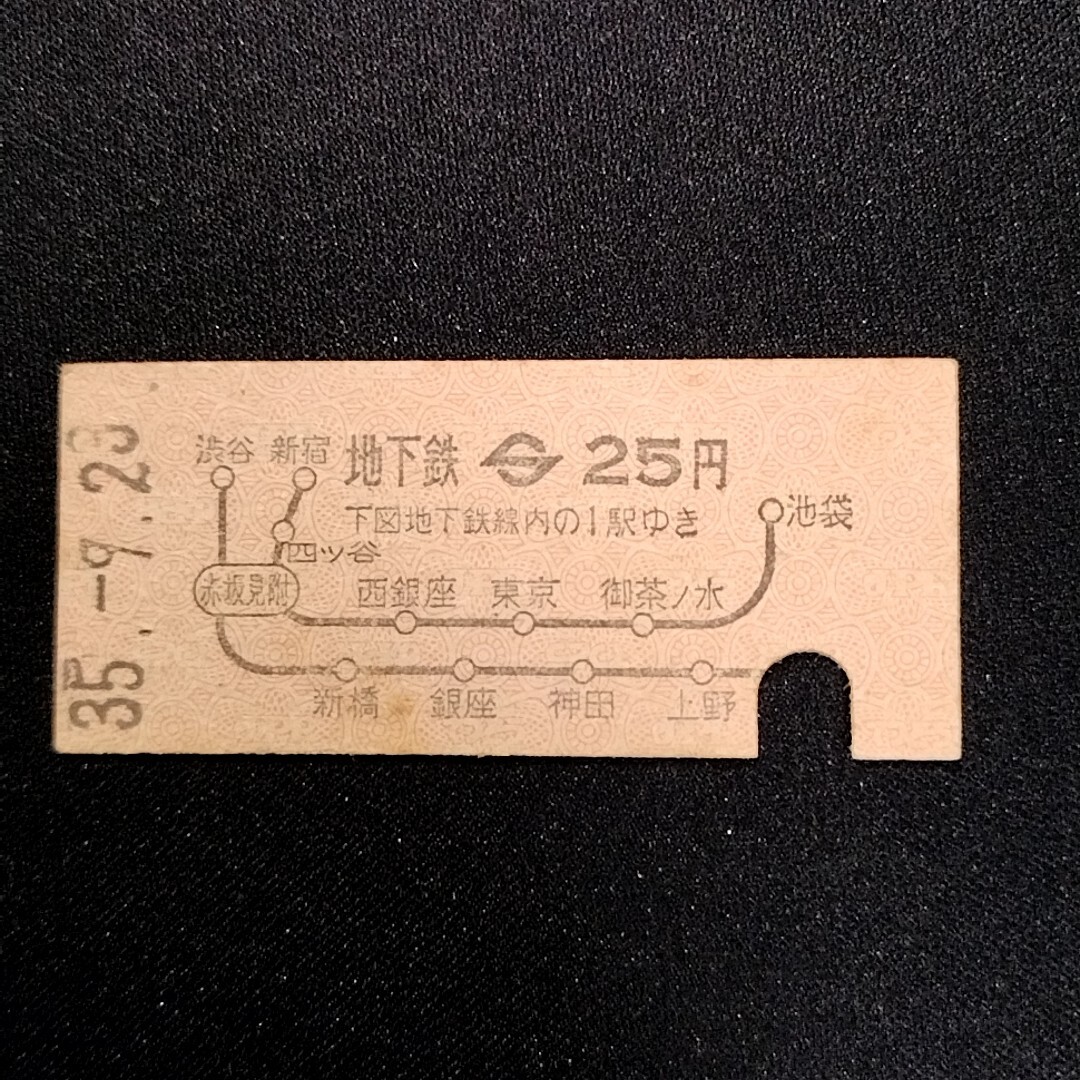 35.-9.23
渋谷 新宿 地下鉄 25円
下図地下鉄線内の1駅ゆき
池袋
四ッ谷
赤坂見附 西銀座 東京 御茶ノ水
新橋 銀座 神田 上野